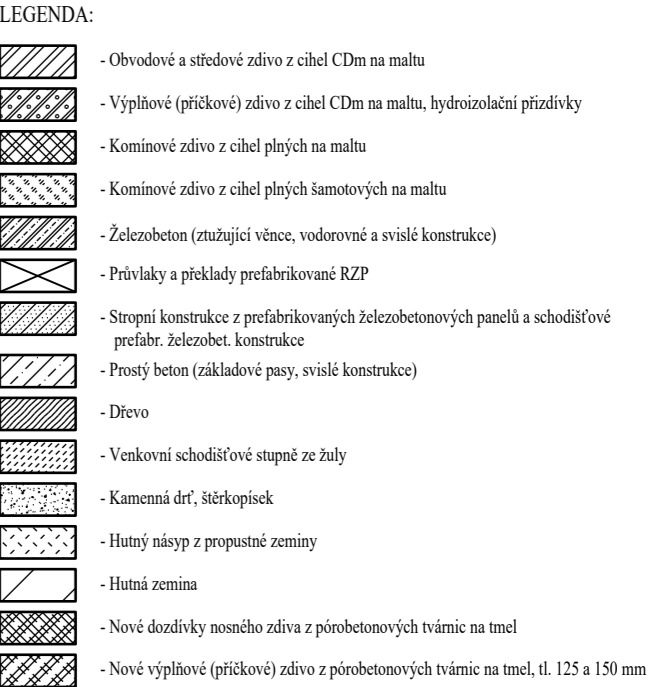 LEGENDA:
- Obvodové a středové zdivo z cihel CDm na maltu
- Výplňové (příčkové) zdivo z cihel CDm na maltu, hydroizolační přizdívky
- Komínové zdivo z cihel plných na maltu
- Komínové zdivo z cihel plných šamotových na maltu
- Železobeton (ztužující věnce, vodorovné a svislé konstrukce)
- Průvlaky a překlady prefabrikované RZP
- Stropní konstrukce z prefabrikovaných železobetonových panelů a schodišťové
prefabr. železobet. konstrukce
- Prostý beton (základové pasy, svislé konstrukce)
- Dřevo
- Venkovní schodišťové stupně ze žuly
- Kamenná drť, štěrkopísek
- Hutný násyp z propustné zeminy
- Hutná zemina
- Nové dozdívky nosného zdiva z pórobetonových tvárnic na tmel
- Nové výplňové (příčkové) zdivo z pórobetonových tvárnic na tmel, tl. 125 a 150 mm